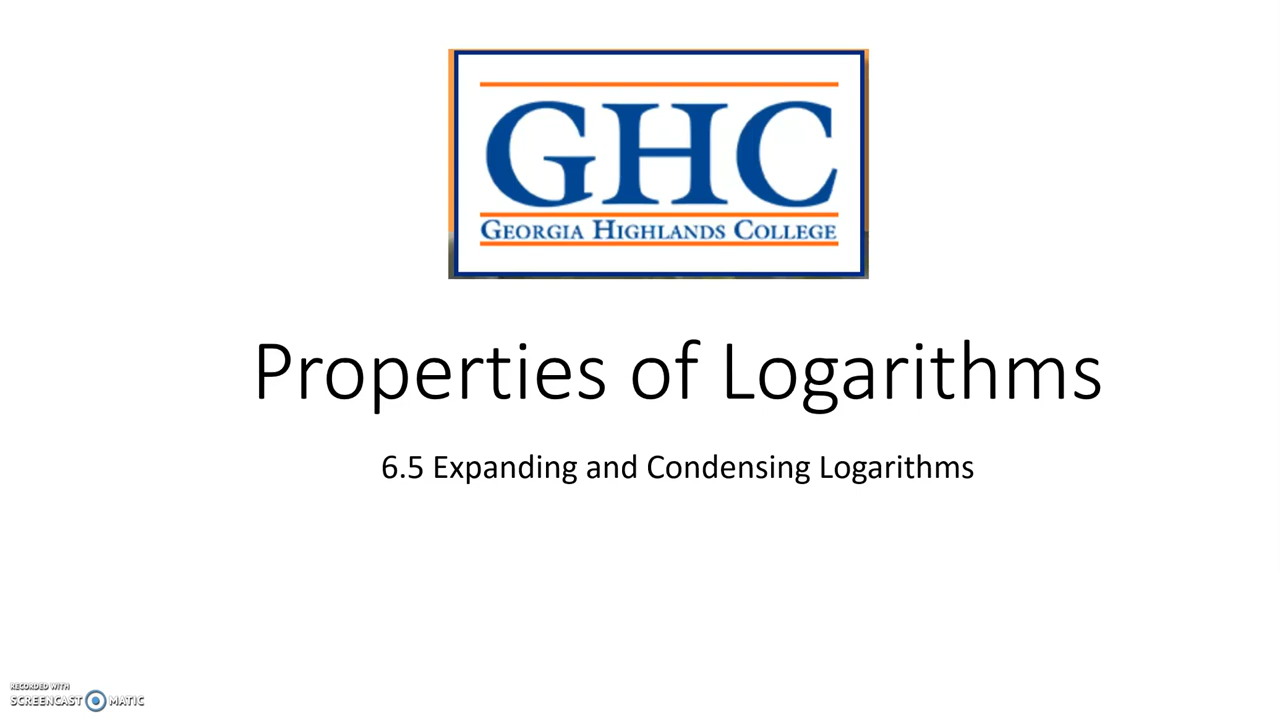 GHC
GEORGIA HIGHLANDS COLLEGE
Properties of Logarithms
6.5 Expanding and Condensing Logarithms
RECORDED WITH
SCREENCAST MATIC